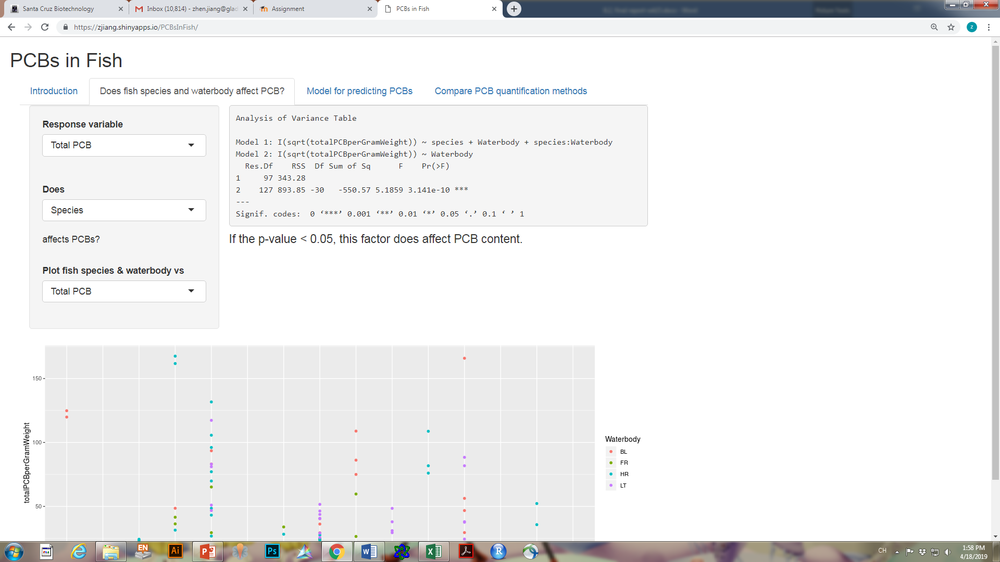 Santa Cruz Biotechnology
Inbox (10,814) - zhen.jiang@glad
Assignment
PCBs in Fish
https://zjiang.shinyapps.io/PCBsInFish/
z
PCBs in Fish
Introduction
Does fish species and waterbody affect PCB?
Model for predicting PCBs
Compare PCB quantification methods
Response variable
Total PCB
Does
Species
affects PCBs?
Plot fish species & waterbody vs
Total PCB
Analysis of Variance Table
Model 1: I(sqrt(totalPCBperGramWeight)) ~ species + Waterbody + species:Waterbody
Model 2: I(sqrt(totalPCBperGramWeight)) ~ Waterbody
Res.Df RSS Df Sum of Sq F Pr(>F)
1 97 343.28
2 127 893.85 -30 -550.57 5.1859 3.141e-10 ***
---
Signif. codes: 0 ‘***’ 0.001 ‘**’ 0.01 ‘*’ 0.05 ‘.’ 0.1 ‘ ’ 1
If the p-value < 0.05, this factor does affect PCB content.
150
100
50
totalPCBperGramWeight
Waterbody
BL
FR
HR
LT
EN
Ai
P
Ps
W
X
R
CH
1:58 PM
4/18/2019